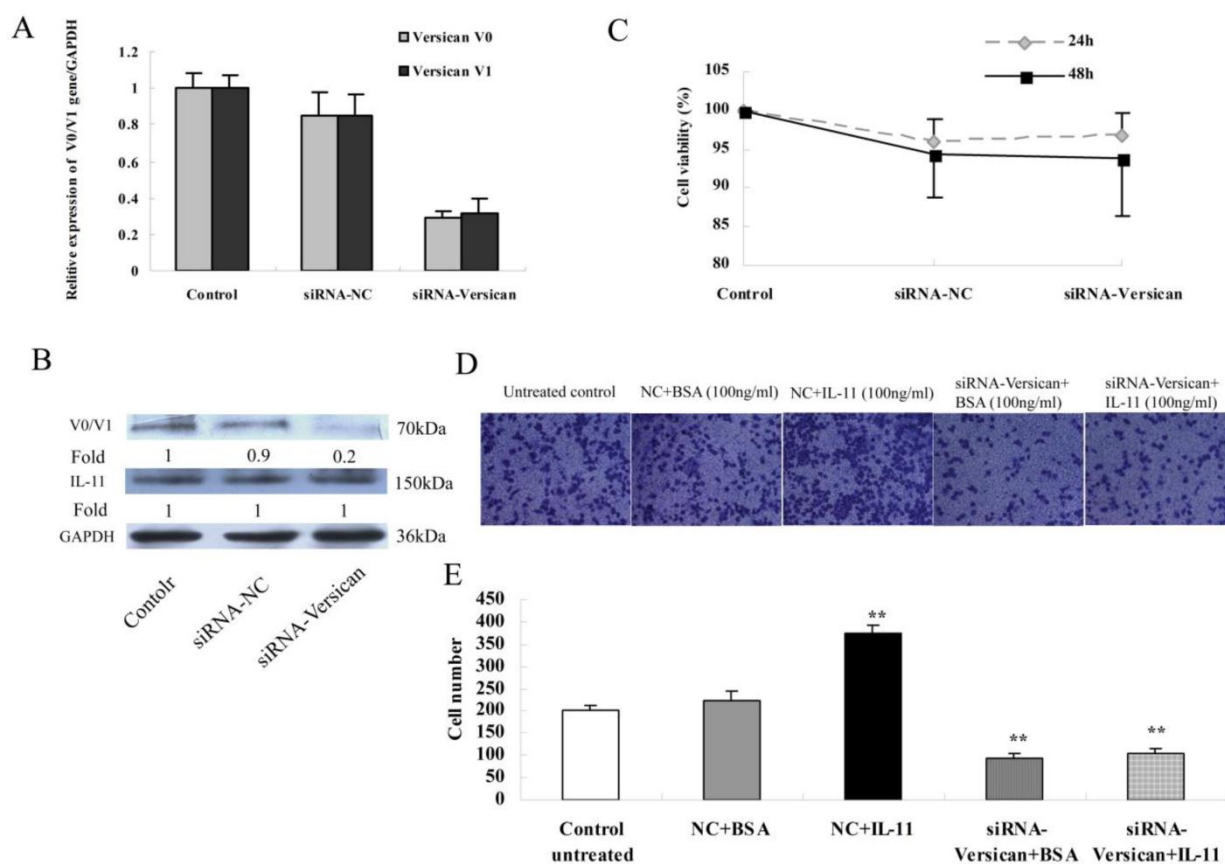 A
Relitive expression of V0/V1 gene/GAPDH
1.2
1
0.8
0.6
0.4
0.2
0
Versican V0
Versican V1
Control siRNA-NC siRNA-Versican
B
V0/V1 70kDa
Fold 1 0.9 0.2
IL-11 150kDa
Fold 1 1 1
GAPDH 36kDa
Contolr siRNA-NC siRNA-Versican
C
24h
48h
Cell viability (%)
105
100
95
90
85
80
Control siRNA-NC siRNA-Versican
D
Untreated control
NC+BSA (100ng/ml)
NC+IL-11 (100ng/ml)
siRNA-Versican+
BSA (100ng/ml)
siRNA-Versican+
IL-11 (100ng/ml)
E
Cell number
450
400
350
300
250
200
150
100
50
0
**
**
**
Control
untreated
NC+BSA
NC+IL-11
siRNA-
Versican+BSA
siRNA-
Versican+IL-11